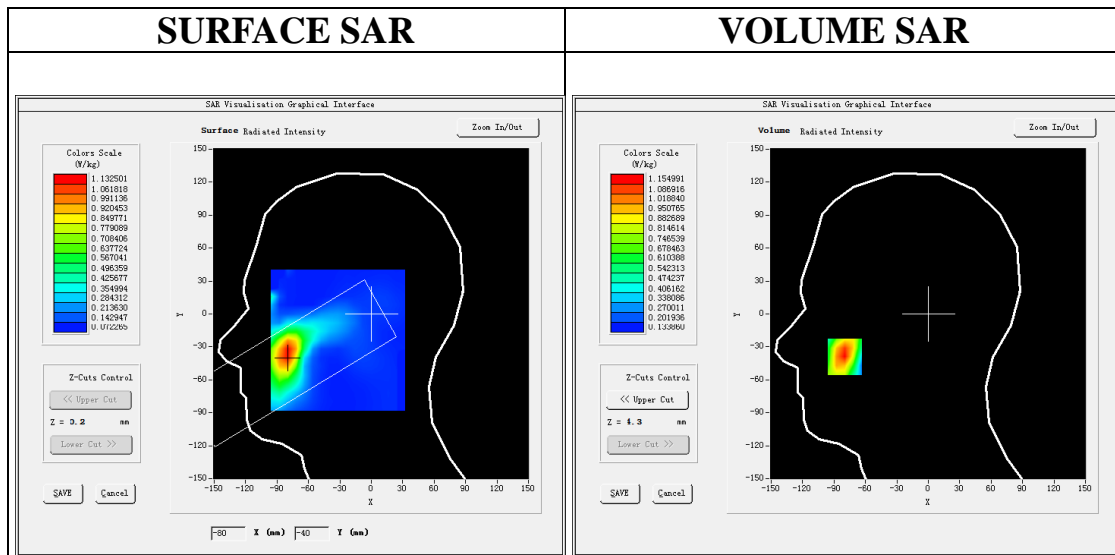 SURFACE SAR
VOLUME SAR
SAR Visualisation Graphical Interface
Surface Radiated Intensity
Zoom In/Out
Colors Scale
(W/kg)
1.132501
1.061818
0.991136
0.920453
0.849771
0.779089
0.708406
0.637724
0.567041
0.496359
0.425677
0.354994
0.284312
0.213630
0.142947
0.072265
150
120
90
60
30
0
-30
-60
-90
-120
-150
Y
-150 -120 -90 -60 -30 0 30 60 90 120 150
X
Z-Cuts Control
<< Upper Cut
Z = 0.2 mm
Lower Cut >>
SAVE Cancel
-80 X (mm) -40 Y (mm)
SAR Visualisation Graphical Interface
Volume Radiated Intensity
Zoom In/Out
Colors Scale
(W/kg)
1.154991
1.086916
1.018840
0.950765
0.882689
0.814614
0.746539
0.678463
0.610388
0.542313
0.474237
0.406162
0.338086
0.270011
0.201936
0.133860
150
120
90
60
30
0
-30
-60
-90
-120
-150
Y
-150 -120 -90 -60 -30 0 30 60 90 120 150
X
Z-Cuts Control
<< Upper Cut
Z = 4.3 mm
Lower Cut >>
SAVE Cancel